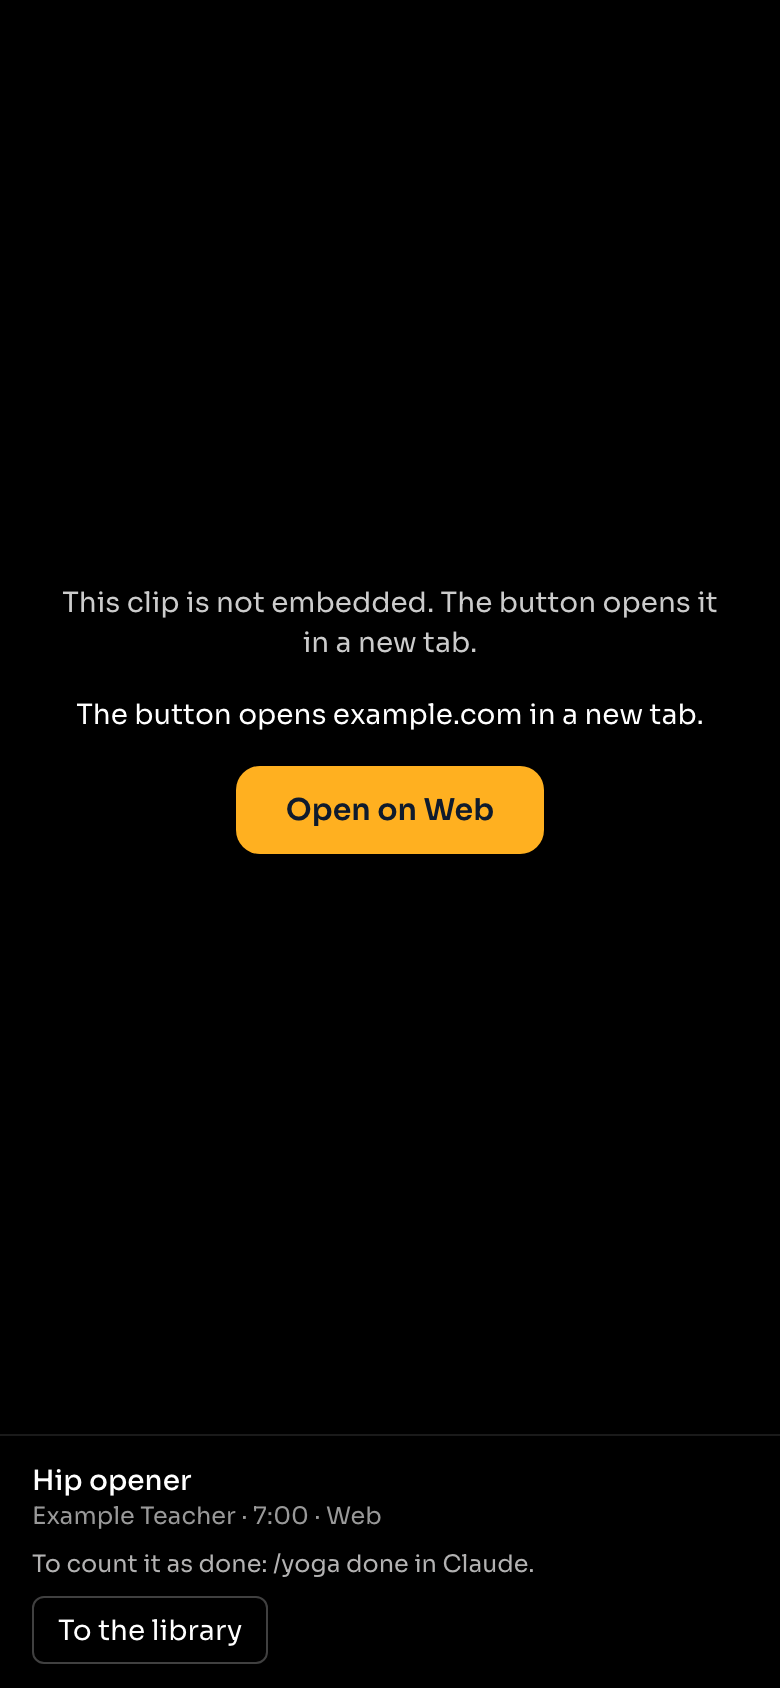 This clip is not embedded. The button opens it
in a new tab.
The button opens example.com in a new tab.
Open on Web
Hip opener
Example Teacher · 7:00 · Web
To count it as done: /yoga done in Claude.
To the library